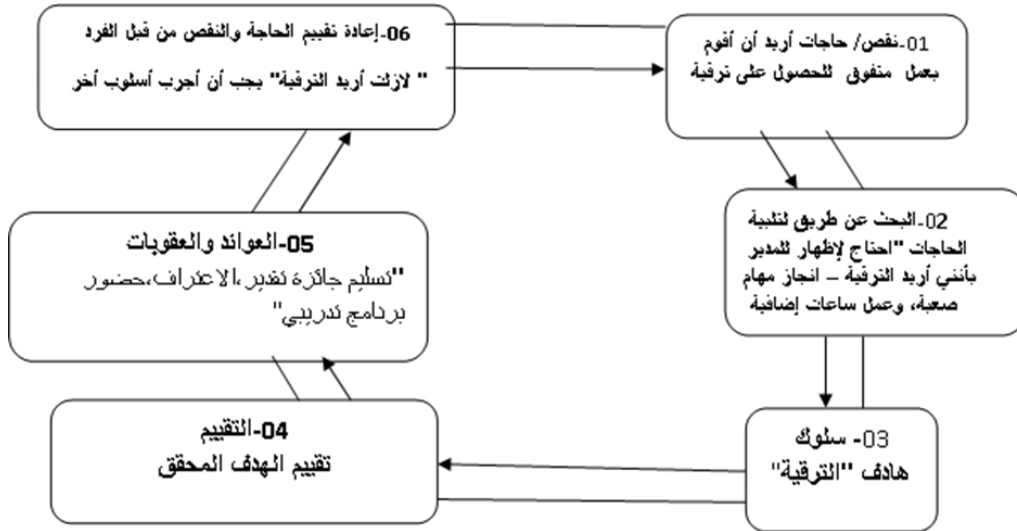 01-نقص/ حاجات أريد أن أقوم
بعمل متفوق للحصول على ترقية
02-البحث عن طريق لتلبية
الحاجات "احتاج لإظهار للمدير
بأنني أريد الترقية – انجاز مهام
صعبة، وعمل ساعات إضافية
03- سلوك
هادف "الترقية"
04-التقييم
تقييم الهدف المحقق
05-العوائد والعقوبات
"تسليم جائزة تقدير،الاعتراف،حضور
برنامج تدريبي"
06-إعادة تقييم الحاجة والنقص من قبل الفرد
" لازلت أريد الترقية" يجب أن أجرب أسلوب أخر